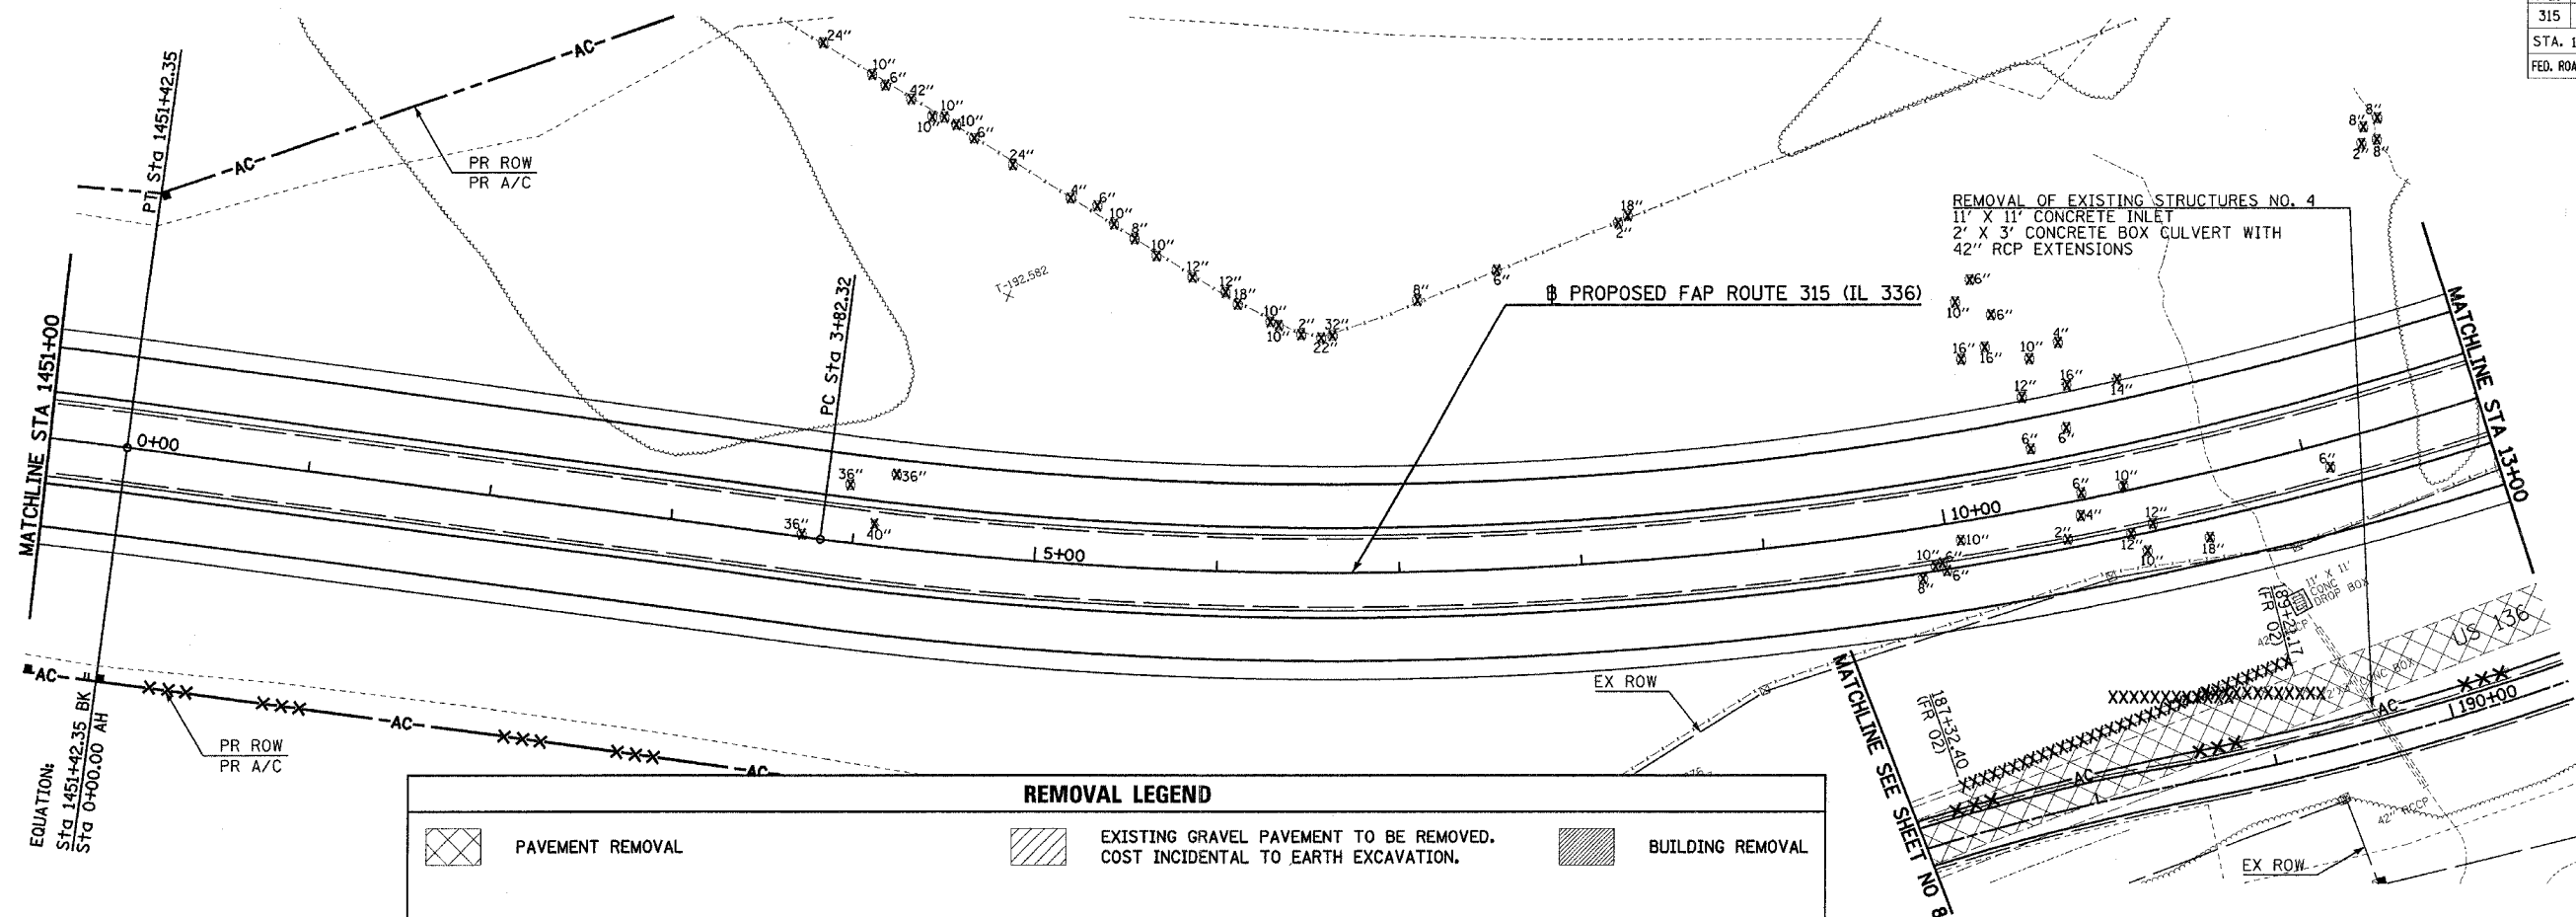 315
STA. 1
FED. ROA
PT Sta 1451+42.35
AC
AC
PR ROW
PR A/C
24"
10"
6"
42"
10"
10"
10"
6"
24"
4"
6"
10"
8"
10"
12"
12"
18"
10"
10"
2"
32"
22"
8"
6"
18"
2"
8"
8"
2"
8"
T-192.582
REMOVAL OF EXISTING STRUCTURES NO. 4
11' X 11' CONCRETE INLET
2' X 3' CONCRETE BOX CULVERT WITH
42" RCP EXTENSIONS
PROPOSED FAP ROUTE 315 (IL 336)
6"
10"
6"
16"
16"
10"
4"
12"
16"
14"
6"
6"
6"
10"
6"
4"
10"
2"
12"
12"
10"
18"
10"
6"
6"
8"
MATCHLINE STA 1451+00
MATCHLINE STA 13+00
PC Sta 3+82.32
0+00
36"
36"
36"
40"
5+00
10+00
11' X 11'
CONC
DROP BOX
189+21.17
(FR 02)
US 136
EX ROW
MATCHLINE SEE SHEET NO 8
187+32.40
(FR 02)
AC
AC
190+00
42" RCCP
EX ROW
AC
AC
AC
PR ROW
PR A/C
EQUATION:
Sta 1451+42.35 BK =
Sta 0+00.00 AH
REMOVAL LEGEND
PAVEMENT REMOVAL
EXISTING GRAVEL PAVEMENT TO BE REMOVED.
COST INCIDENTAL TO EARTH EXCAVATION.
BUILDING REMOVAL